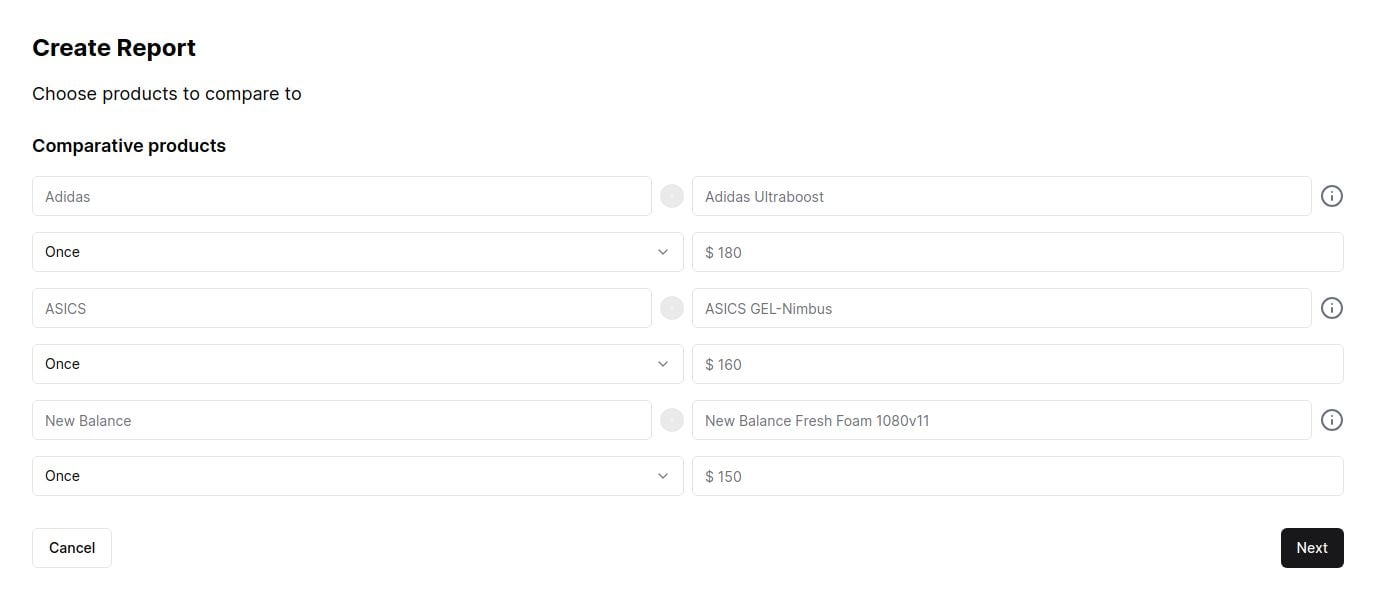 Create Report
Choose products to compare to
Comparative products
Adidas
Adidas Ultraboost
Once
$ 180
ASICS
ASICS GEL-Nimbus
Once
$ 160
New Balance
New Balance Fresh Foam 1080v11
Once
$ 150
Cancel
Next